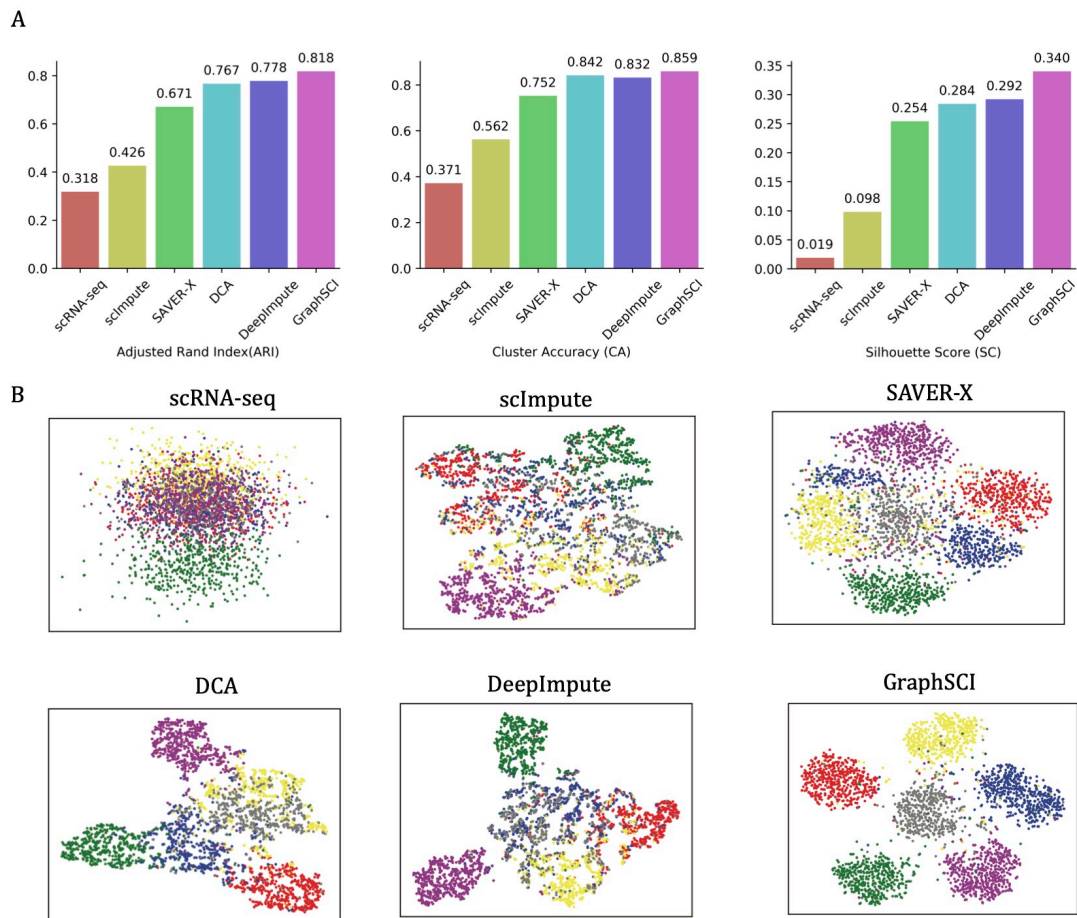 A
0.318
0.426
0.671
0.767
0.778
0.818
0.8
0.6
0.4
0.2
0.0
scRNA-seq
scImpute
SAVER-X
DCA
DeepImpute
GraphSCI
Adjusted Rand Index(ARI)
0.371
0.562
0.752
0.842
0.832
0.859
0.8
0.6
0.4
0.2
0.0
scRNA-seq
scImpute
SAVER-X
DCA
DeepImpute
GraphSCI
Cluster Accuracy (CA)
0.019
0.098
0.254
0.284
0.292
0.340
0.35
0.30
0.25
0.20
0.15
0.10
0.05
0.00
scRNA-seq
scImpute
SAVER-X
DCA
DeepImpute
GraphSCI
Silhouette Score (SC)
B
scRNA-seq
scImpute
SAVER-X
DCA
DeepImpute
GraphSCI